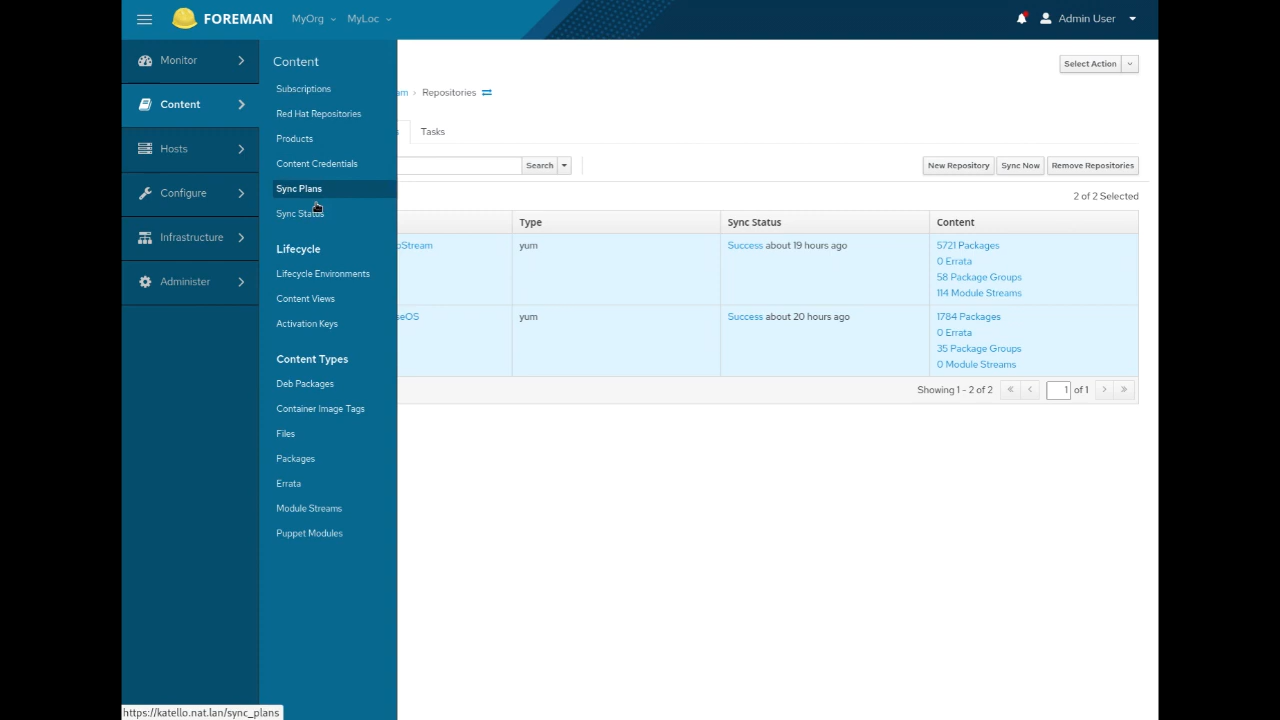 FOREMAN
MyOrg
MyLoc
Admin User
Monitor
Content
Hosts
Configure
Infrastructure
Administer
Content
Subscriptions
Red Hat Repositories
Products
Content Credentials
Sync Plans
Sync Status
Lifecycle
Lifecycle Environments
Content Views
Activation Keys
Content Types
Deb Packages
Container Image Tags
Files
Packages
Errata
Module Streams
Puppet Modules
Select Action
Repositories
Tasks
Search
New Repository
Sync Now
Remove Repositories
2 of 2 Selected
Type
Sync Status
Content
yum
Success about 19 hours ago
5721 Packages
0 Errata
58 Package Groups
114 Module Streams
yum
Success about 20 hours ago
1784 Packages
0 Errata
35 Package Groups
0 Module Streams
Showing 1 - 2 of 2 « ‹ 1 of 1 › »
https://katello.nat.lan/sync_plans